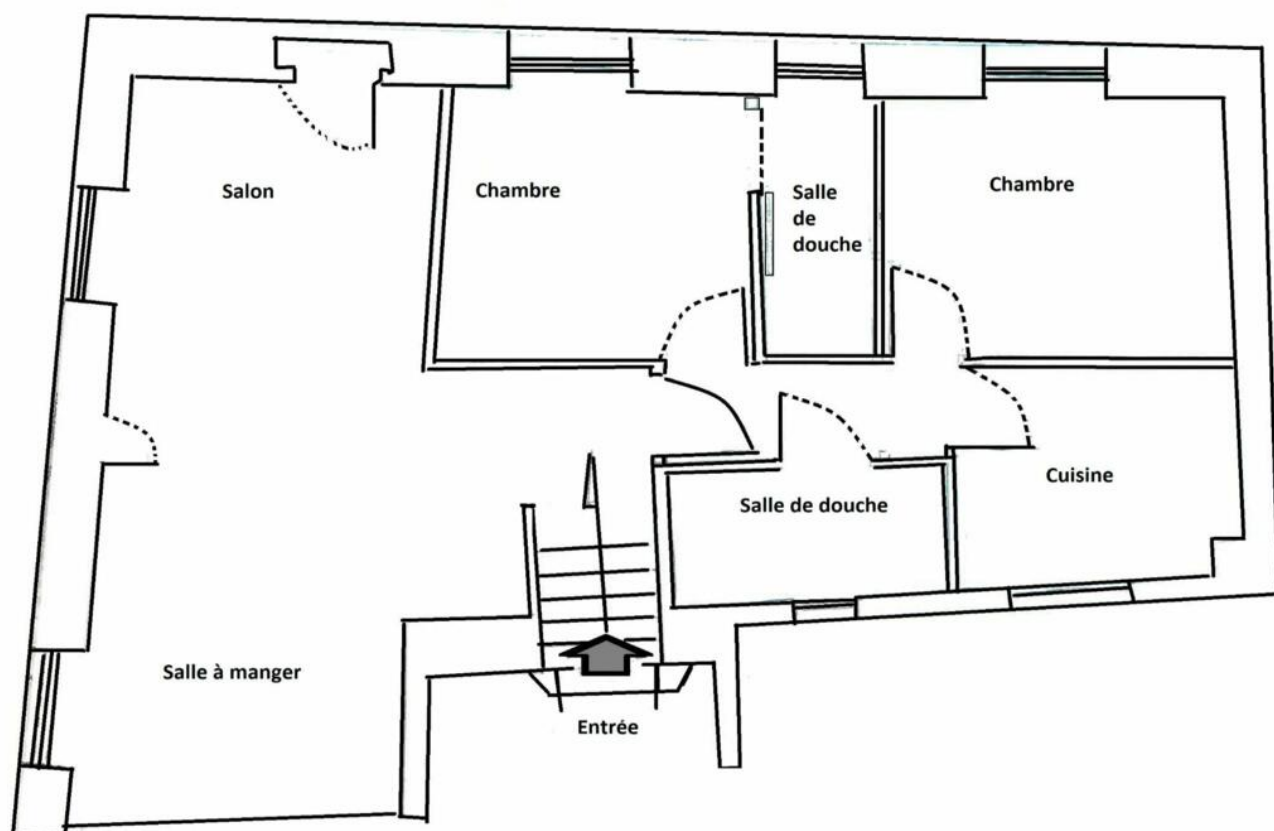 Salon
Chambre
Salle
de
douche
Chambre
Salle de douche
Cuisine
Salle à manger
Entrée